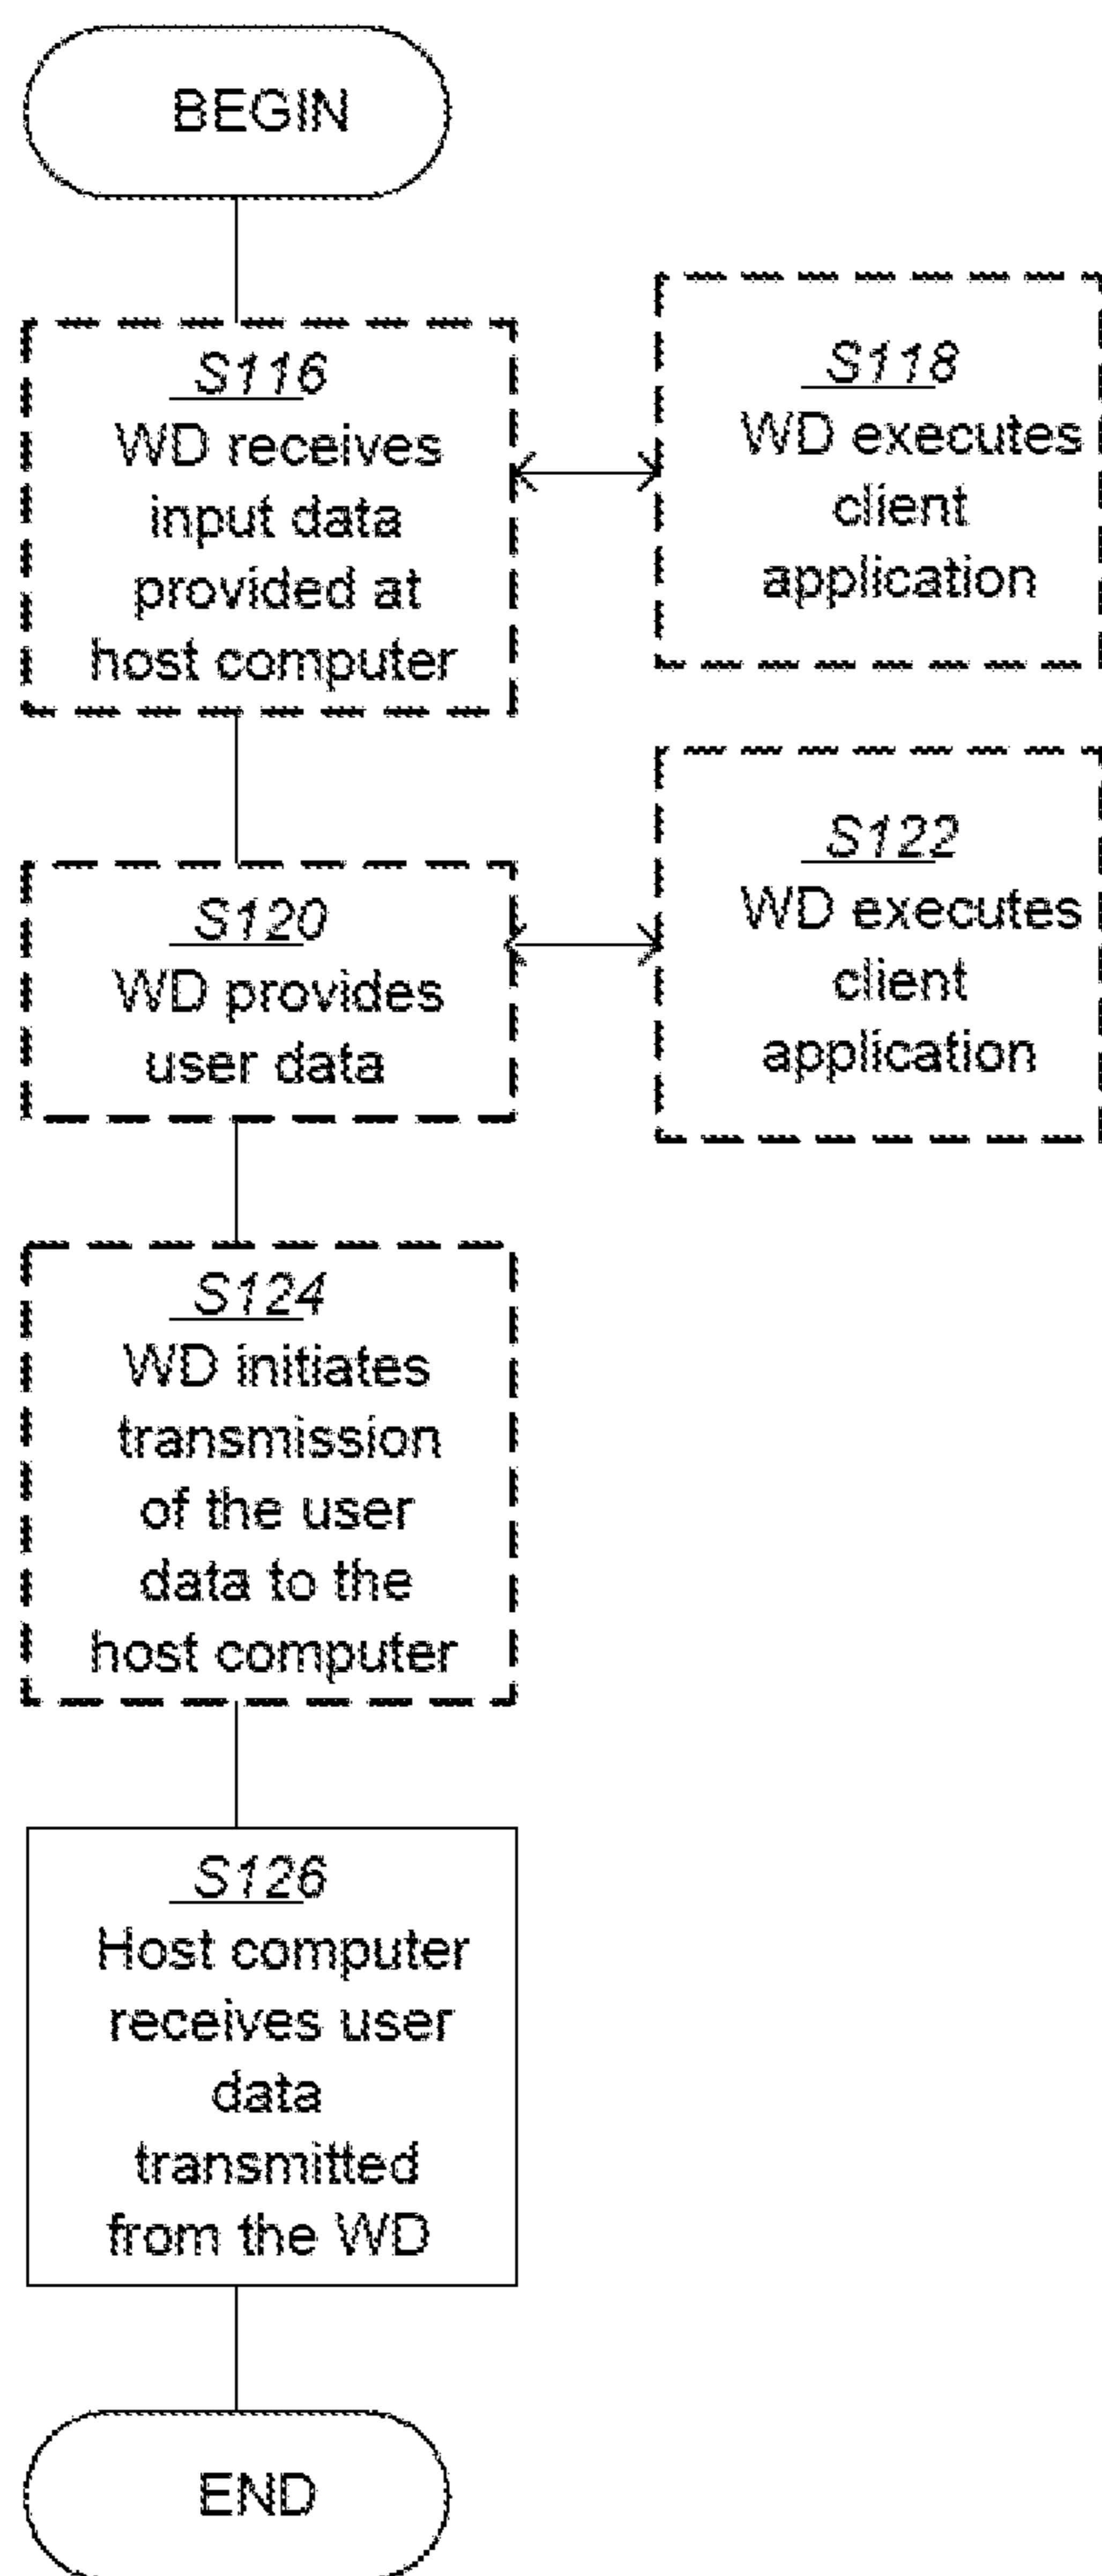 BEGIN
S116
WD receives
input data
provided at
host computer
S118
WD executes
client
application
S120
WD provides
user data
S122
WD executes
client
application
S124
WD initiates
transmission
of the user
data to the
host computer
S126
Host computer
receives user
data
transmitted
from the WD
END